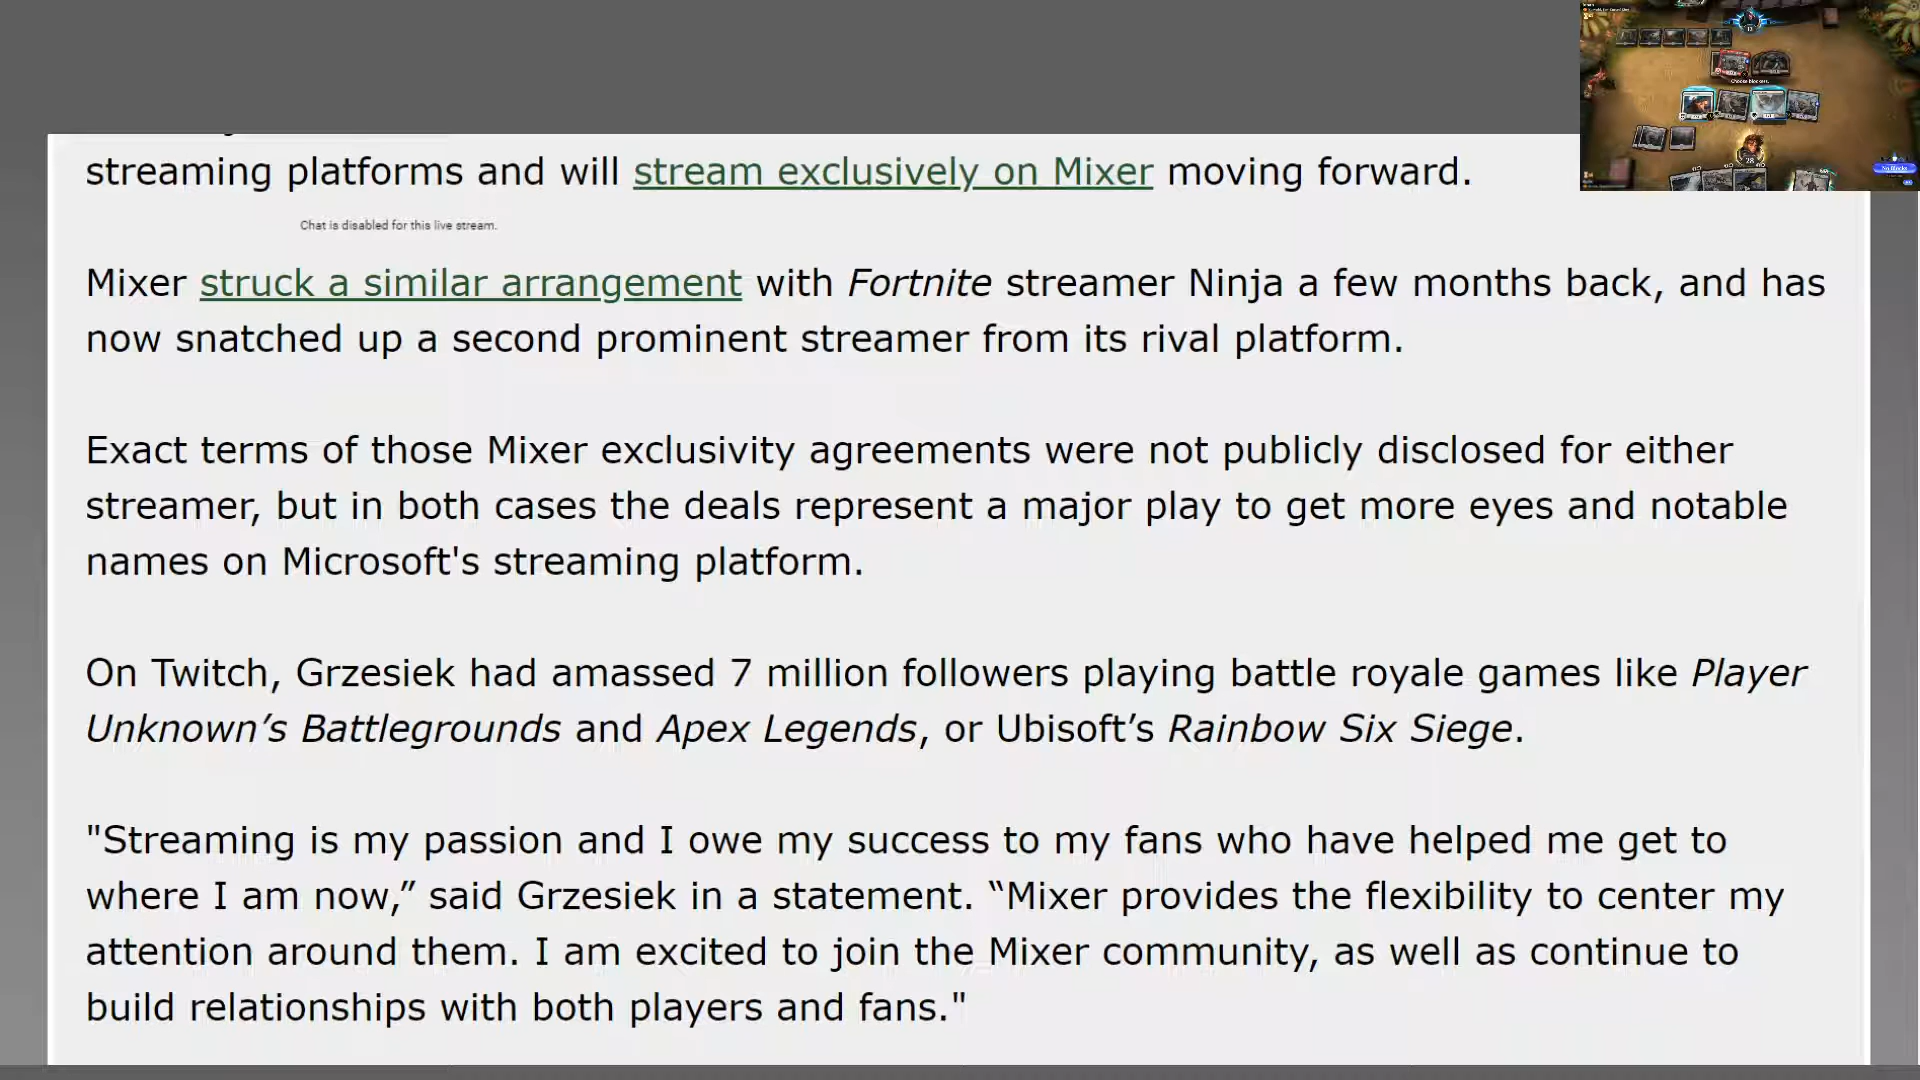 streaming platforms and will stream exclusively on Mixer moving forward.
Chat is disabled for this live stream.
Mixer struck a similar arrangement with Fortnite streamer Ninja a few months back, and has
now snatched up a second prominent streamer from its rival platform.
Exact terms of those Mixer exclusivity agreements were not publicly disclosed for either
streamer, but in both cases the deals represent a major play to get more eyes and notable
names on Microsoft's streaming platform.
On Twitch, Grzesiek had amassed 7 million followers playing battle royale games like Player
Unknown’s Battlegrounds and Apex Legends, or Ubisoft’s Rainbow Six Siege.
"Streaming is my passion and I owe my success to my fans who have helped me get to
where I am now,” said Grzesiek in a statement. “Mixer provides the flexibility to center my
attention around them. I am excited to join the Mixer community, as well as continue to
build relationships with both players and fans."
Choose blockers.
28
No Blocks